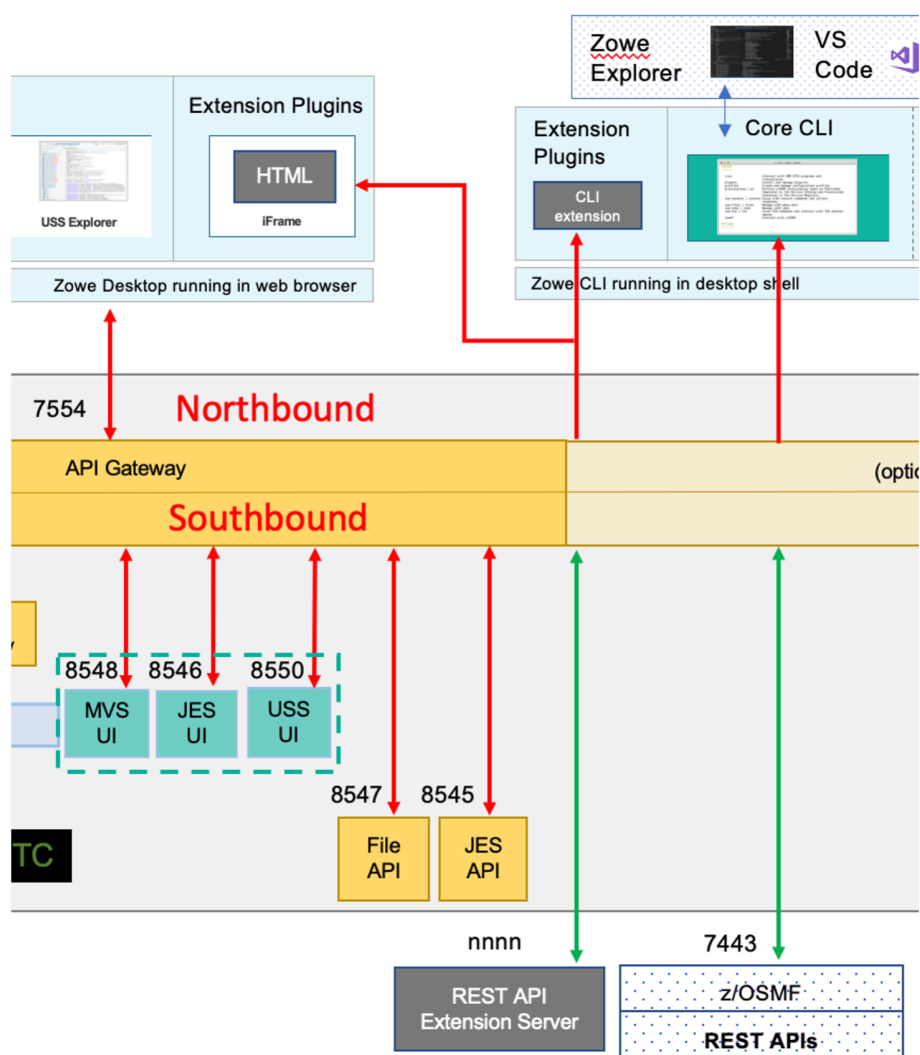 Zowe
Explorer
VS
Code
Extension Plugins
HTML
iFrame
USS Explorer
Extension
Plugins
CLI
extension
Core CLI
Zowe Desktop running in web browser
Zowe CLI running in desktop shell
7554
Northbound
API Gateway
(optio
Southbound
8548
8546
8550
MVS
UI
JES
UI
USS
UI
8547
8545
File
API
JES
API
TC
nnnn
7443
REST API
Extension Server
z/OSMF
REST APIs